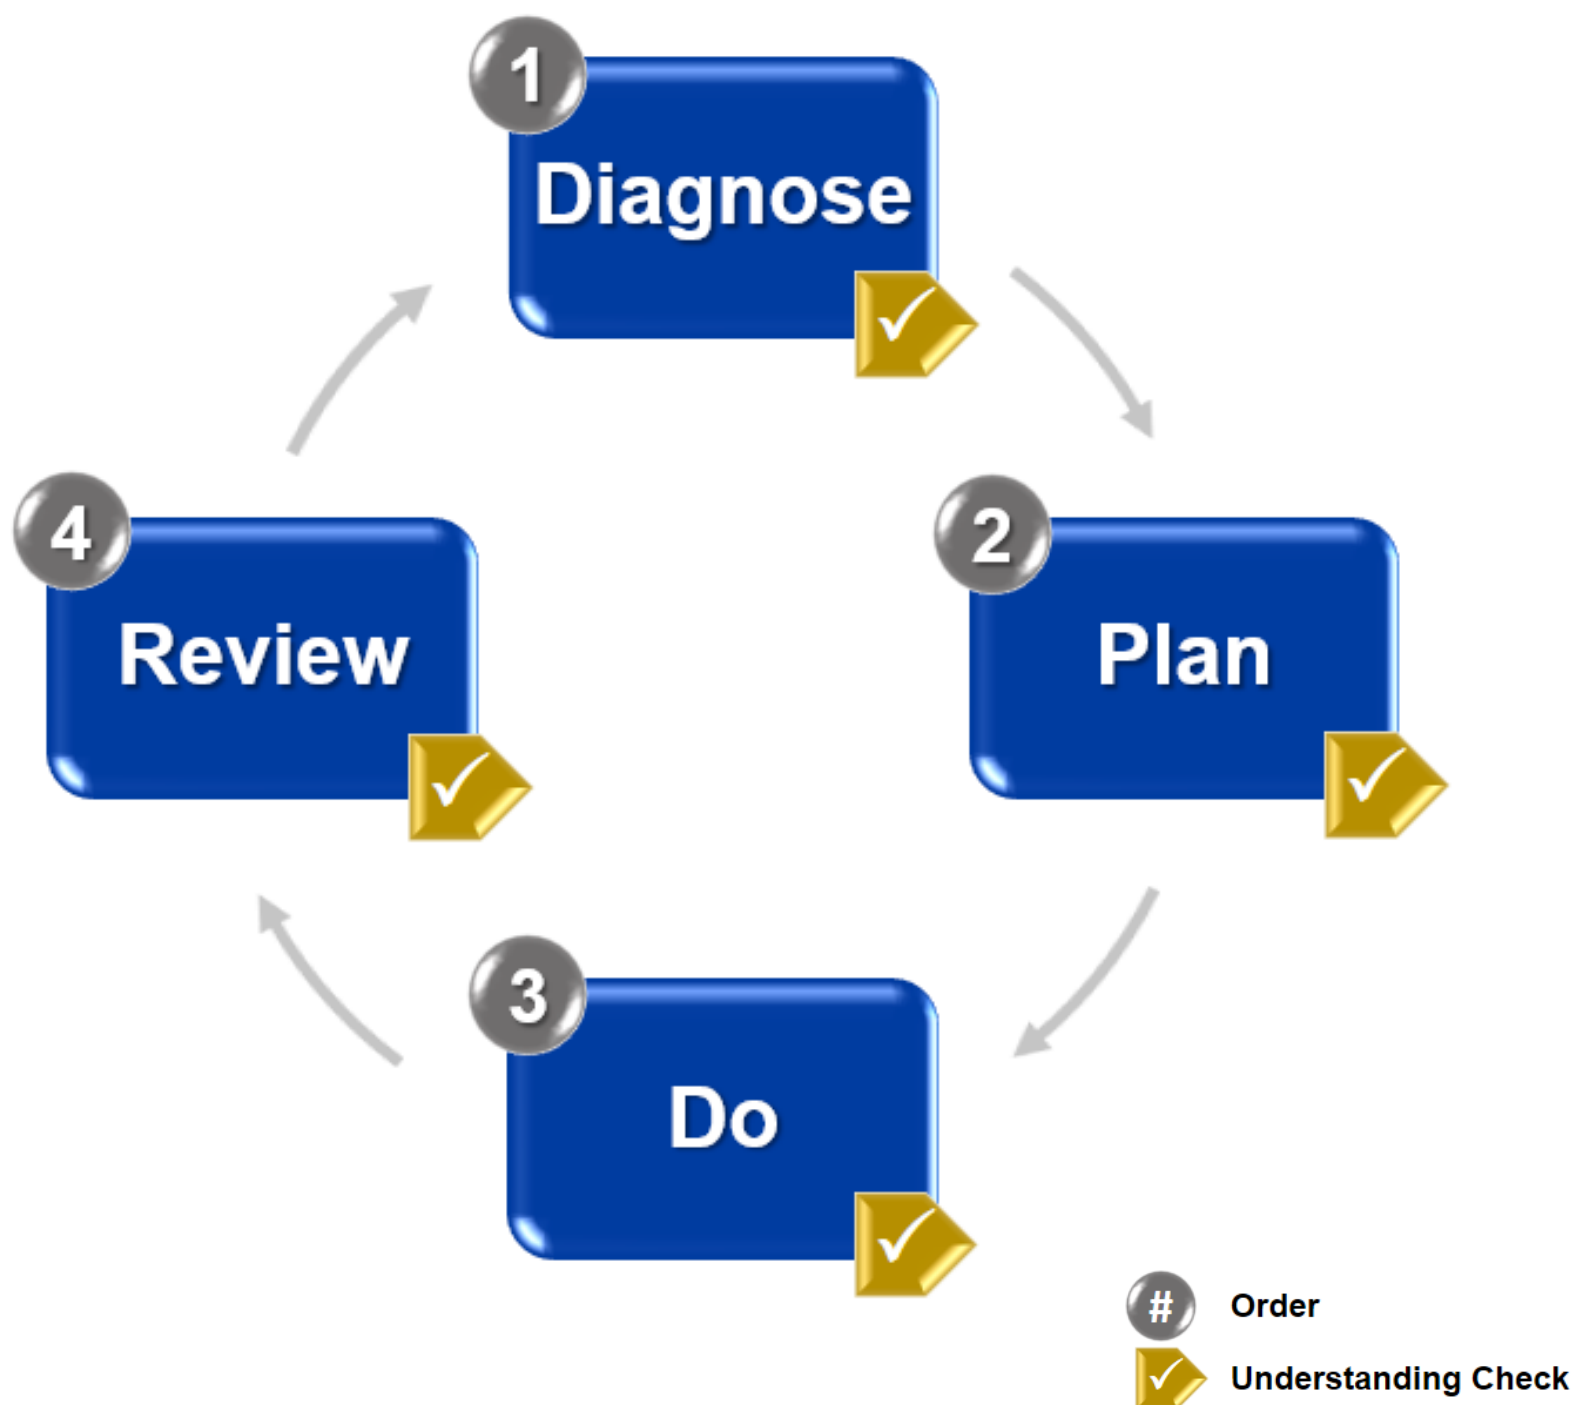 1
Diagnose
✓
2
Plan
✓
3
Do
✓
4
Review
✓
# Order
✓ Understanding Check